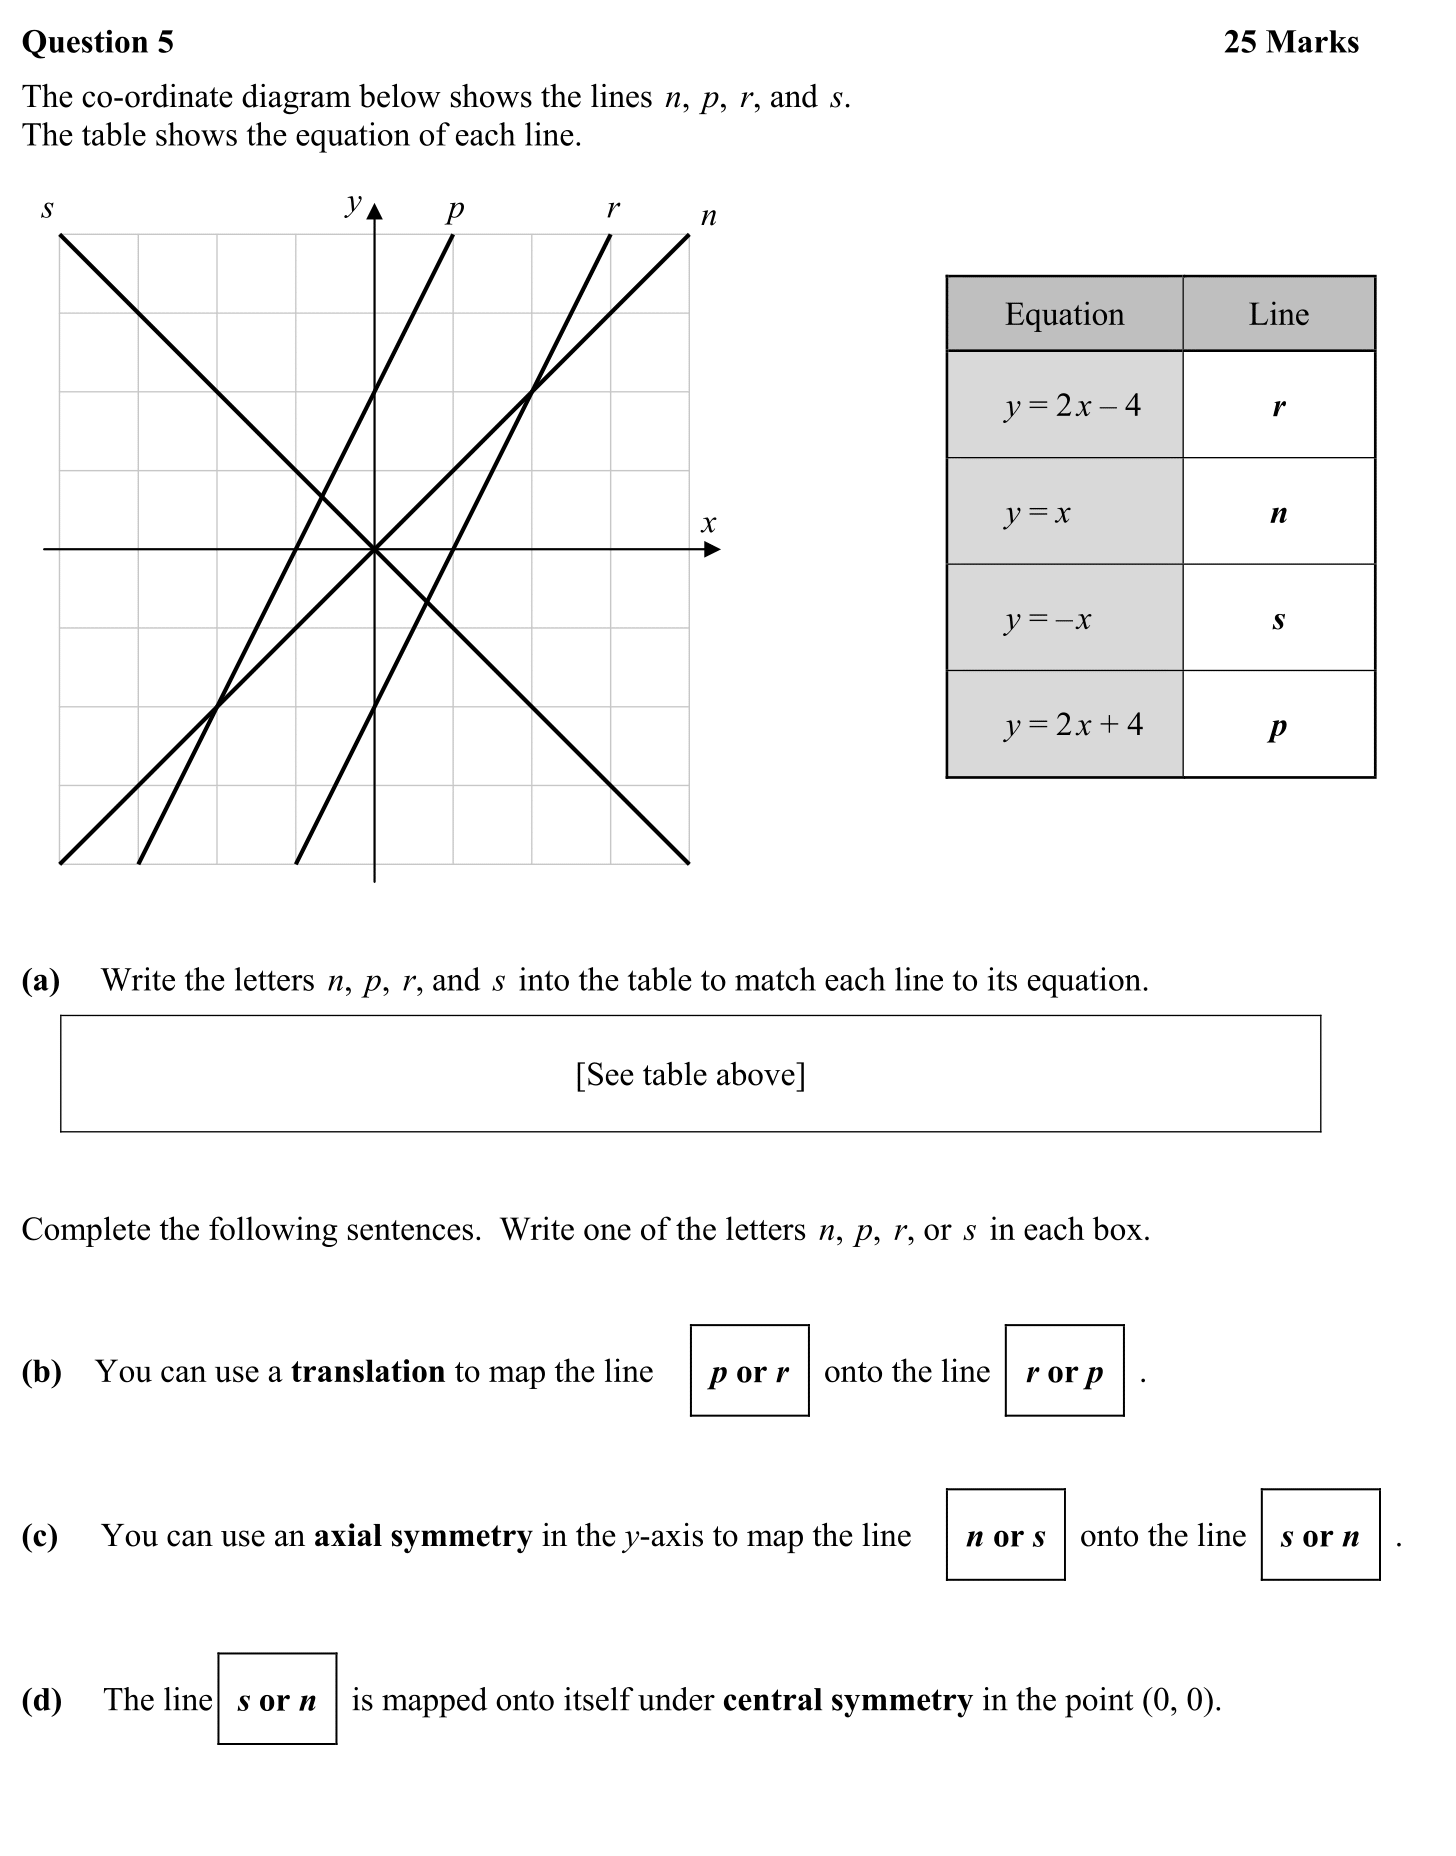 Question 5 25 Marks
The co-ordinate diagram below shows the lines n, p, r, and s.
The table shows the equation of each line.
s y p r n
x
Equation Line
y = 2x – 4 r
y = x n
y = –x s
y = 2x + 4 p
(a) Write the letters n, p, r, and s into the table to match each line to its equation.
[See table above]
Complete the following sentences. Write one of the letters n, p, r, or s in each box.
(b) You can use a translation to map the line p or r onto the line r or p .
(c) You can use an axial symmetry in the y-axis to map the line n or s onto the line s or n .
(d) The line s or n is mapped onto itself under central symmetry in the point (0, 0).